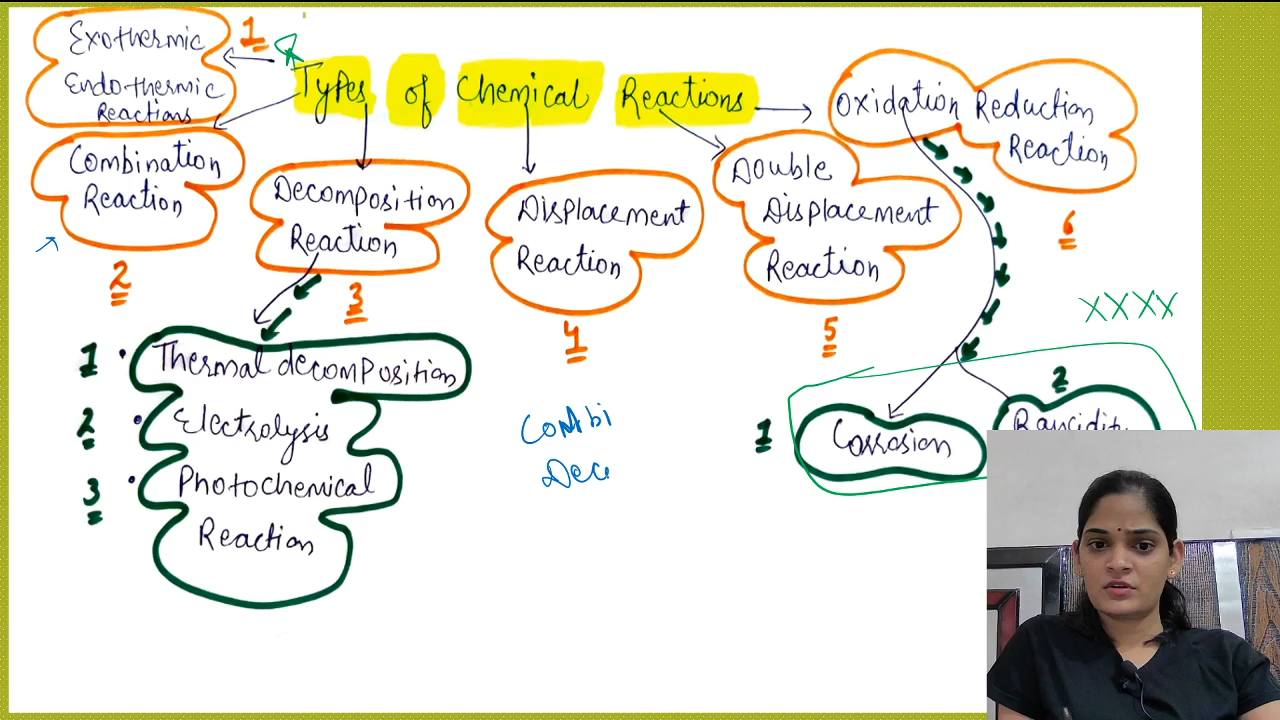 Exothermic
Endothermic
Reactions
1
Types of Chemical Reactions
Oxidation Reduction
Reaction
6
Combination
Reaction
2
Decomposition
Reaction
3
Displacement
Reaction
4
Double
Displacement
Reaction
5
XXXX
1 • Thermal decomposition
2 • Electrolysis
3 • Photochemical
Reaction
Combi
Dec
1
Corrosion
2